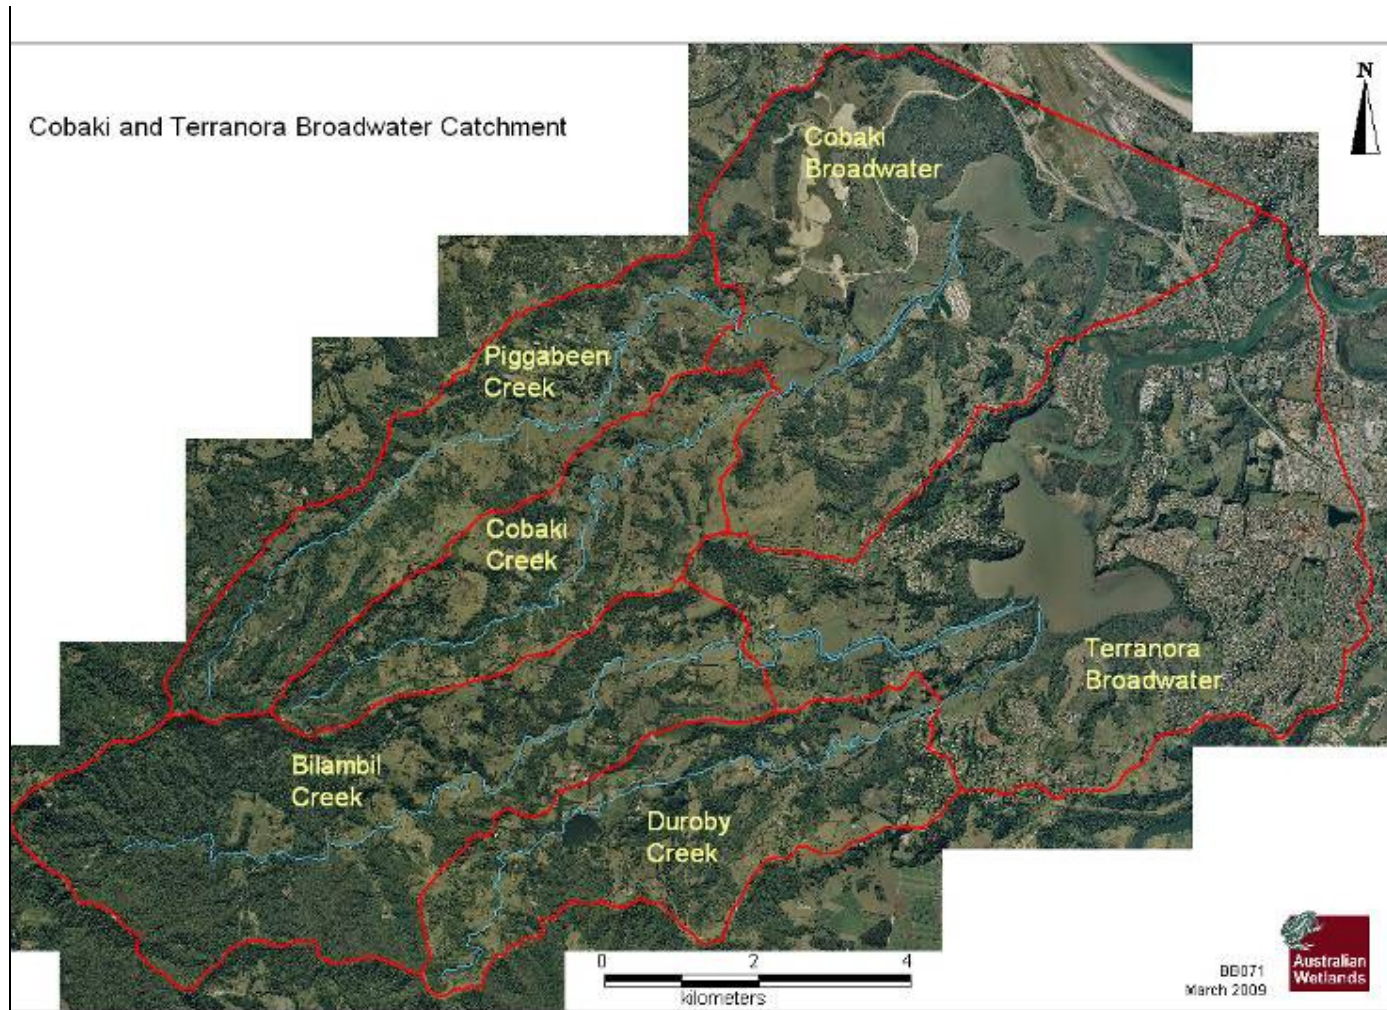 N
Cobaki and Terranora Broadwater Catchment
Cobaki
Broadwater
Piggabeen
Creek
Cobaki
Creek
Terranora
Broadwater
Bilambil
Creek
Duroby
Creek
0 2 4
kilometers
BB071
March 2009
Australian
Wetlands